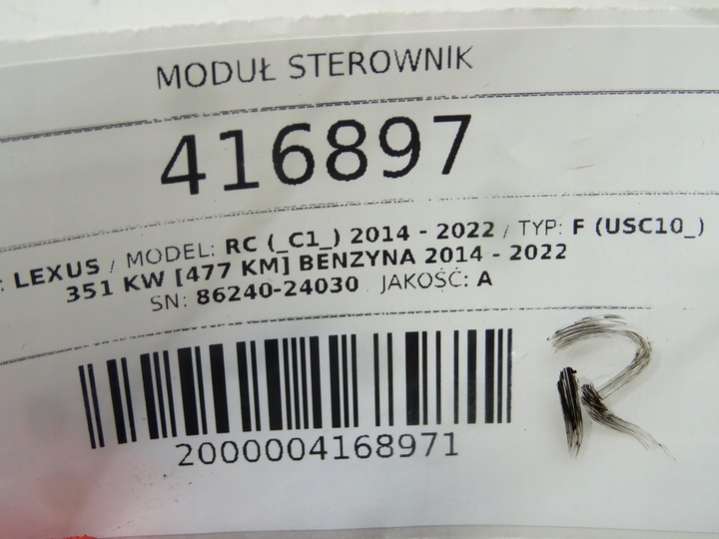 MODUŁ STEROWNIK
416897
: LEXUS / MODEL: RC (_C1_) 2014 - 2022 / TYP: F (USC10_)
351 KW [477 KM] BENZYNA 2014 - 2022
SN: 86240-24030 JAKOŚĆ: A
2000004168971
R